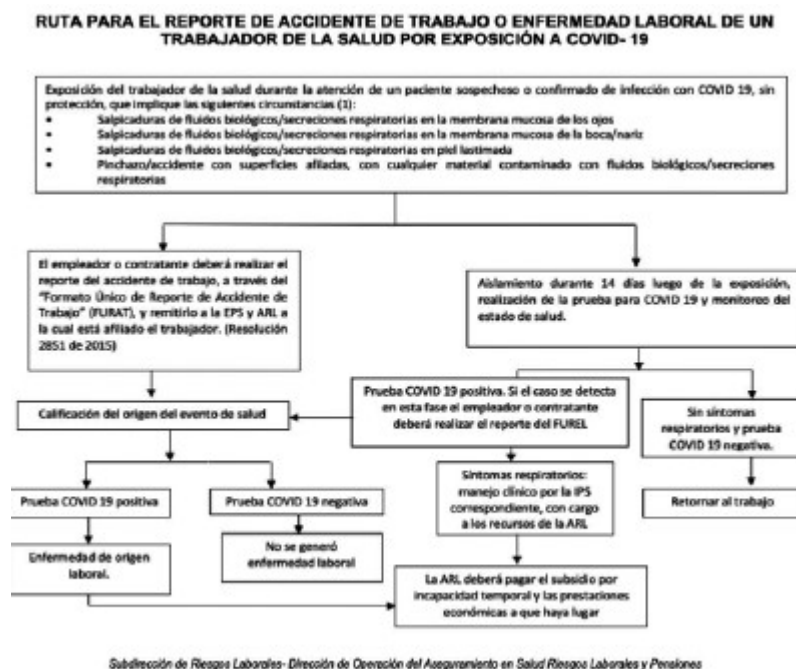 RUTA PARA EL REPORTE DE ACCIDENTE DE TRABAJO O ENFERMEDAD LABORAL DE UN
TRABAJADOR DE LA SALUD POR EXPOSICIÓN A COVID- 19
Exposición del trabajador de la salud durante la atención de un paciente sospechoso o confirmado de infección con COVID 19, sin
protección, que implique las siguientes circunstancias (1):
• Salpicaduras de fluidos biológicos/secreciones respiratorias en la membrana mucosa de los ojos
• Salpicaduras de fluidos biológicos/secreciones respiratorias en la membrana mucosa de la boca/nariz
• Salpicaduras de fluidos biológicos/secreciones respiratorias en piel lastimada
• Pinchazo/accidente con superficies afiladas, con cualquier material contaminado con fluidos biológicos/secreciones
respiratorias
El empleador o contratante deberá realizar el
reporte del accidente de trabajo, a través del
"Formato Único de Reporte de Accidente de
Trabajo" (FURAT), y remitirlo a la EPS y ARL a
la cual está afiliado el trabajador. (Resolución
2851 de 2015)
Aislamiento durante 14 días luego de la exposición,
realización de la prueba para COVID 19 y monitoreo del
estado de salud.
Calificación del origen del evento de salud
Prueba COVID 19 positiva. Si el caso se detecta
en esta fase el empleador o contratante
deberá realizar el reporte del FUREL
Sin síntomas
respiratorios y prueba
COVID 19 negativa.
Prueba COVID 19 positiva
Prueba COVID 19 negativa
Síntomas respiratorios:
manejo clínico por la IPS
correspondiente, con cargo
a los recursos de la ARL
Retornar al trabajo
Enfermedad de origen
laboral.
No se generó
enfermedad laboral
La ARL deberá pagar el subsidio por
incapacidad temporal y las prestaciones
económicas a que haya lugar
Subdirección de Riesgos Laborales- Dirección de Operación del Aseguramiento en Salud Riesgos Laborales y Pensiones